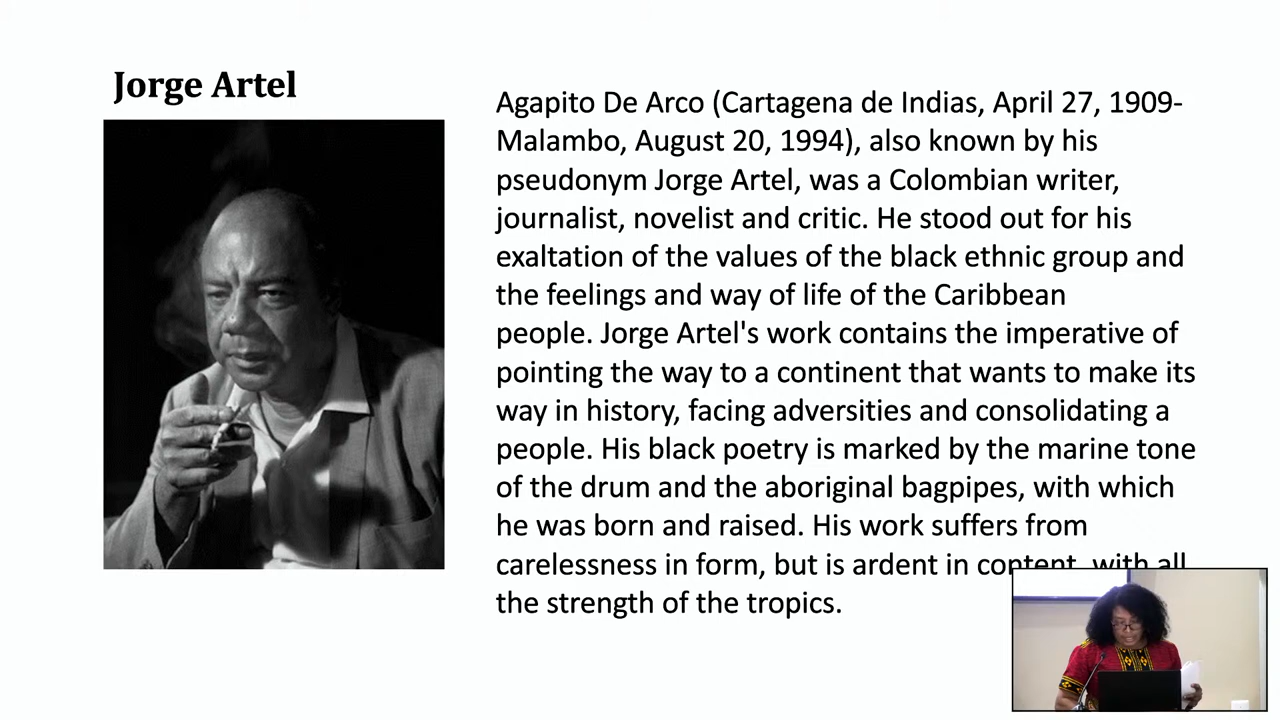 Jorge Artel
Agapito De Arco (Cartagena de Indias, April 27, 1909-
Malambo, August 20, 1994), also known by his
pseudonym Jorge Artel, was a Colombian writer,
journalist, novelist and critic. He stood out for his
exaltation of the values of the black ethnic group and
the feelings and way of life of the Caribbean
people. Jorge Artel's work contains the imperative of
pointing the way to a continent that wants to make its
way in history, facing adversities and consolidating a
people. His black poetry is marked by the marine tone
of the drum and the aboriginal bagpipes, with which
he was born and raised. His work suffers from
carelessness in form, but is ardent in content, with all
the strength of the tropics.